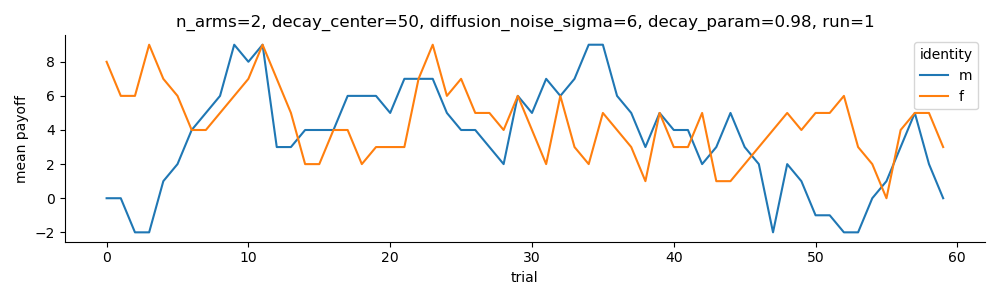 n_arms=2, decay_center=50, diffusion_noise_sigma=6, decay_param=0.98, run=1
mean payoff
8
6
4
2
0
−2
identity
m
f
0
10
20
30
40
50
60
trial